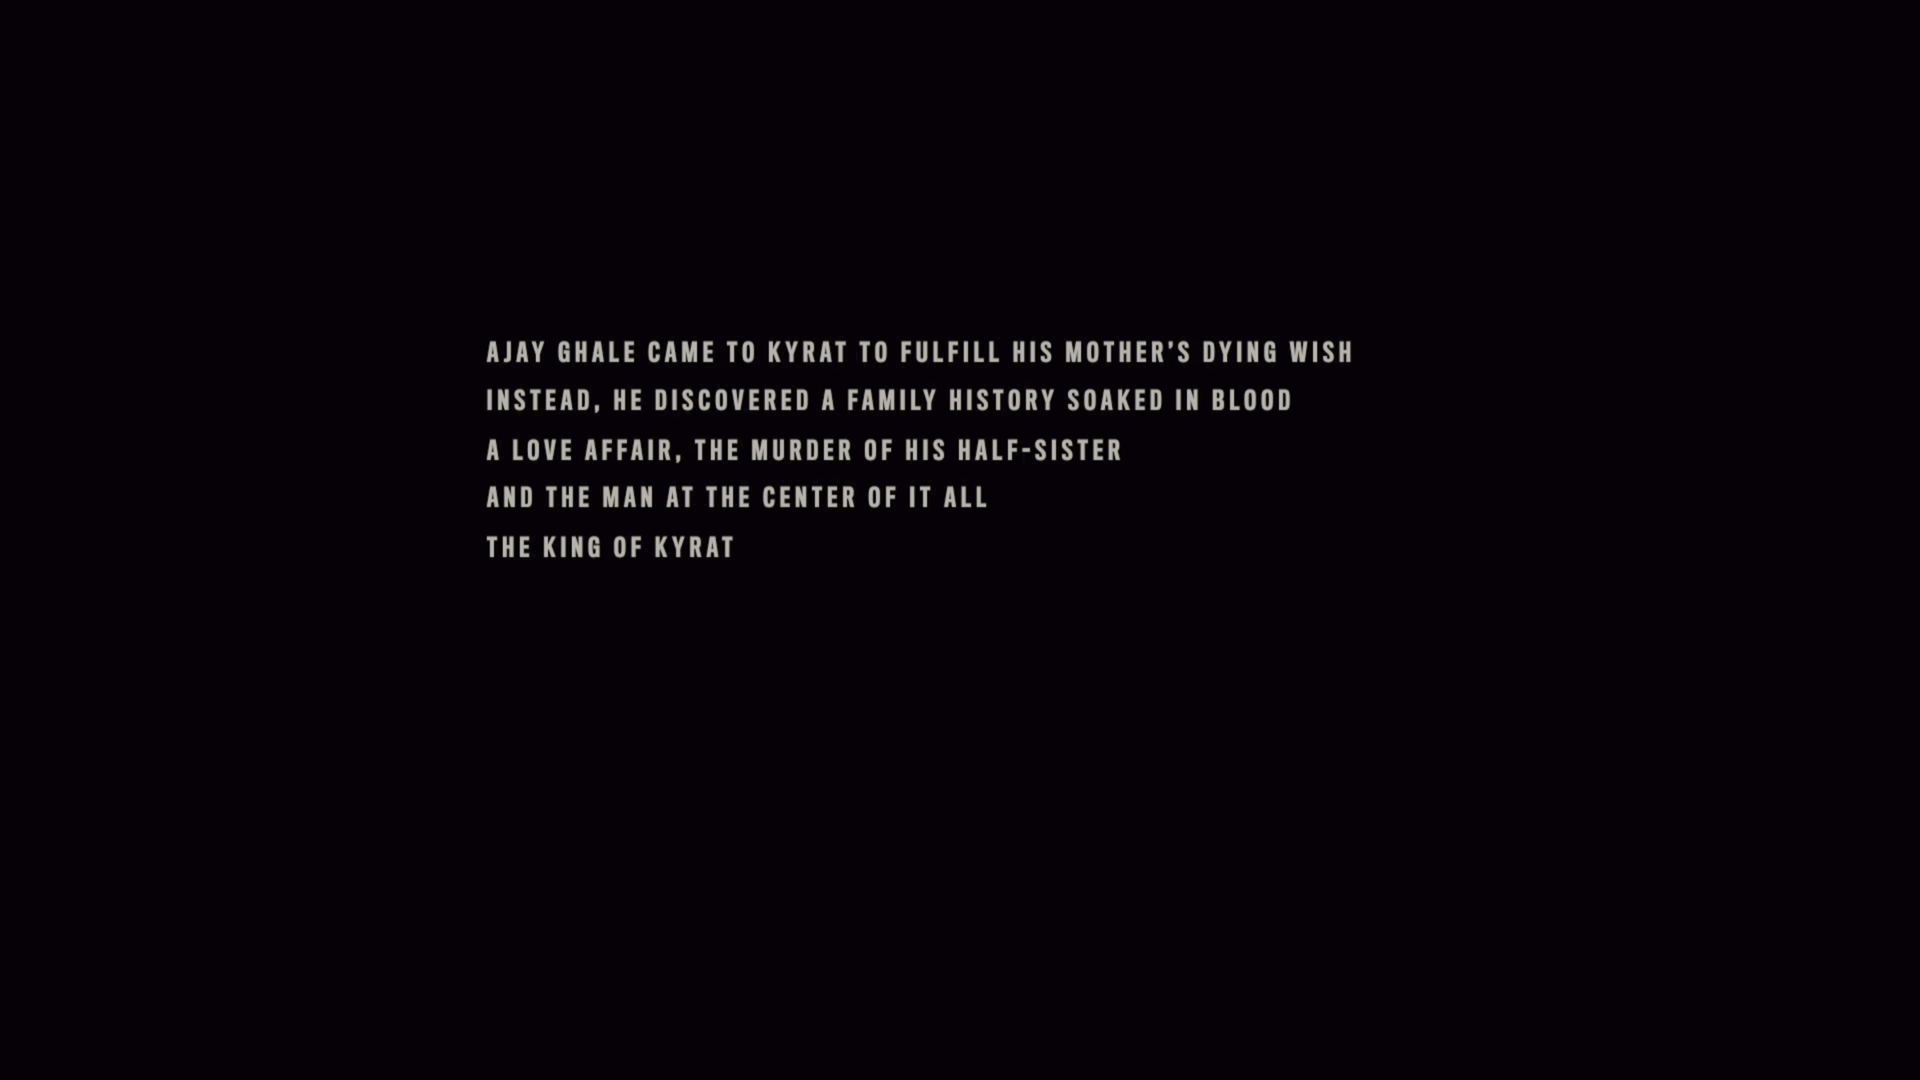 AJAY GHALE CAME TO KYRAT TO FULFILL HIS MOTHER’S DYING WISH
INSTEAD, HE DISCOVERED A FAMILY HISTORY SOAKED IN BLOOD
A LOVE AFFAIR, THE MURDER OF HIS HALF-SISTER
AND THE MAN AT THE CENTER OF IT ALL
THE KING OF KYRAT